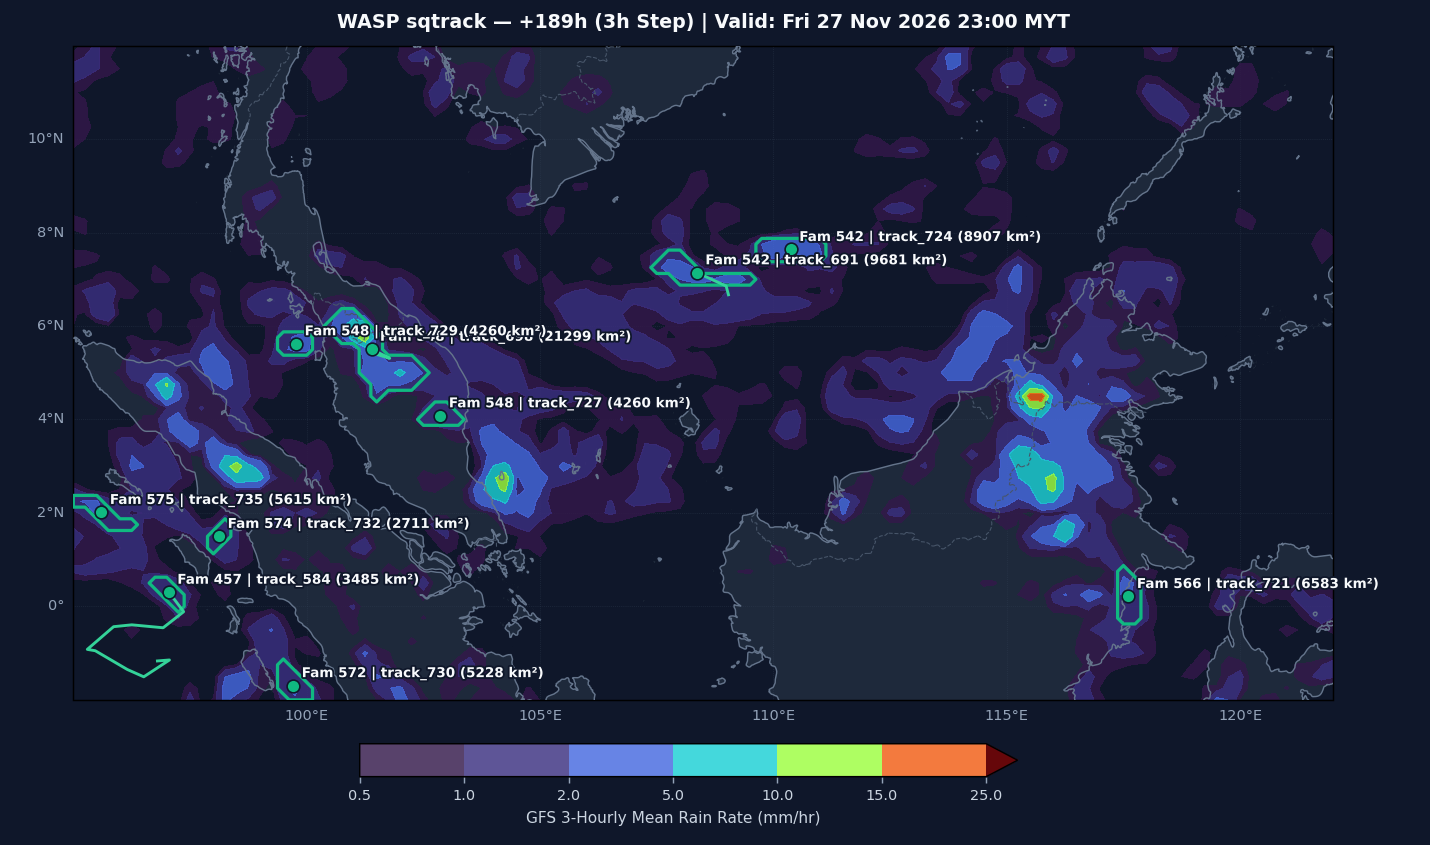 WASP sqtrack — +189h (3h Step) | Valid: Fri 27 Nov 2026 23:00 MYT
10°N
8°N
6°N
4°N
2°N
0°
Fam 542 | track_724 (8907 km²)
Fam 542 | track_691 (9681 km²)
Fam 548 | track_729 (4260 km²)
(21299 km²)
Fam 548 | track_727 (4260 km²)
Fam 575 | track_735 (5615 km²)
Fam 574 | track_732 (2711 km²)
Fam 457 | track_584 (3485 km²)
Fam 566 | track_721 (6583 km²)
Fam 572 | track_730 (5228 km²)
100°E 105°E 110°E 115°E 120°E
0.5 1.0 2.0 5.0 10.0 15.0 25.0
GFS 3-Hourly Mean Rain Rate (mm/hr)